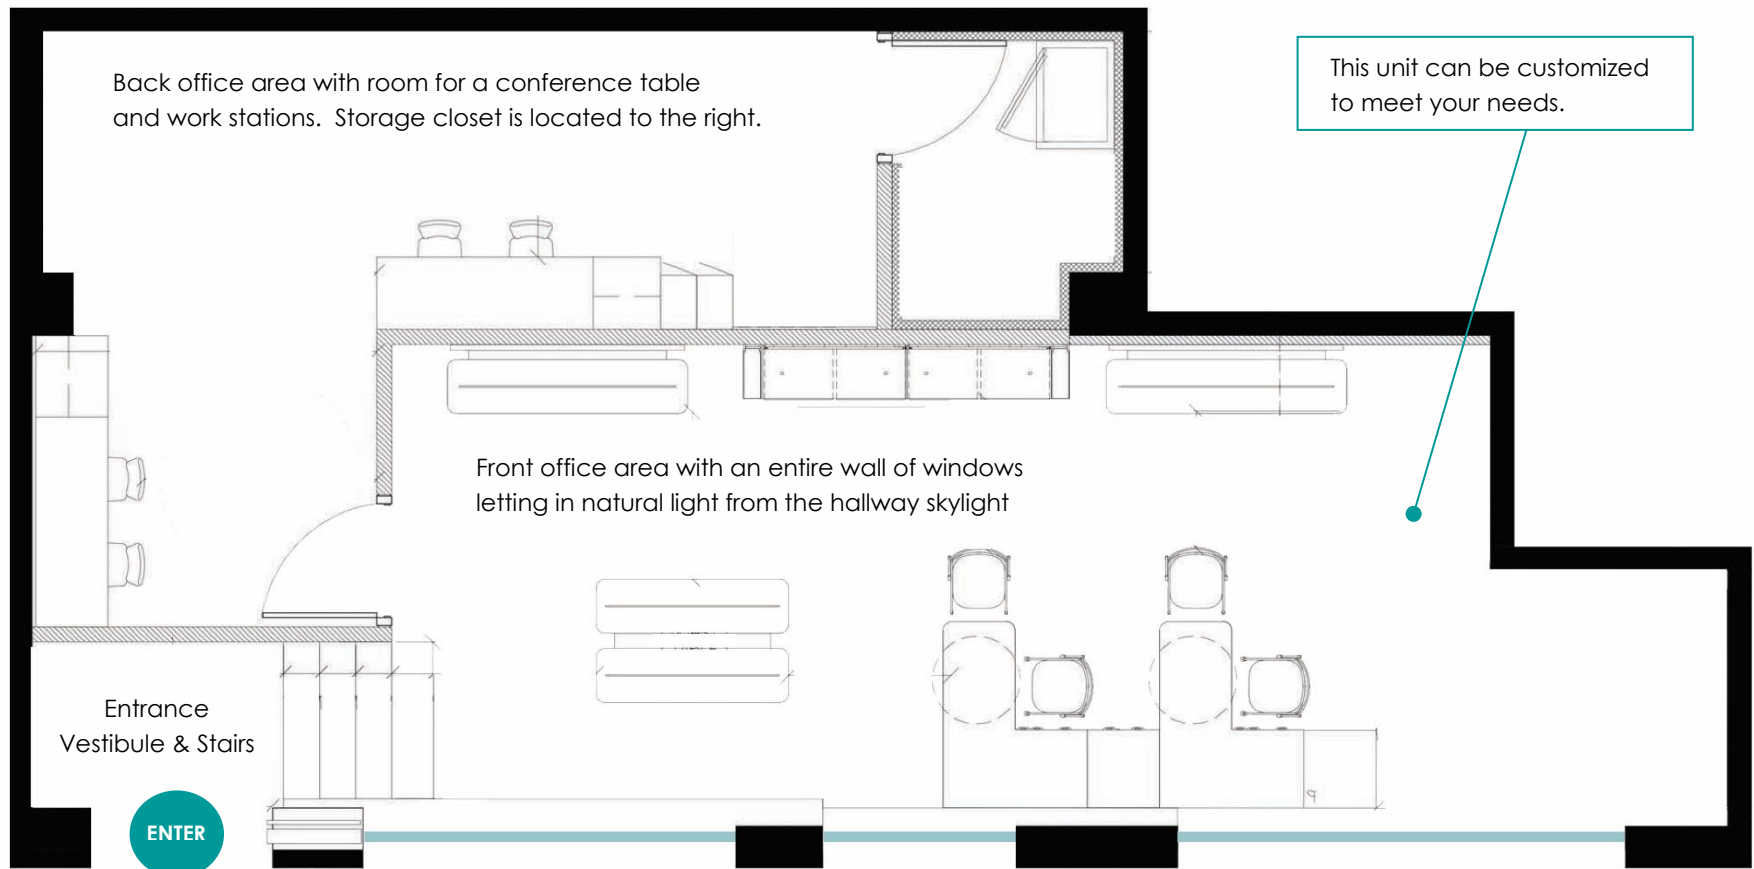 Back office area with room for a conference table
and work stations.  Storage closet is located to the right.
This unit can be customized
to meet your needs.
Front office area with an entire wall of windows
letting in natural light from the hallway skylight
Entrance
Vestibule & Stairs
ENTER